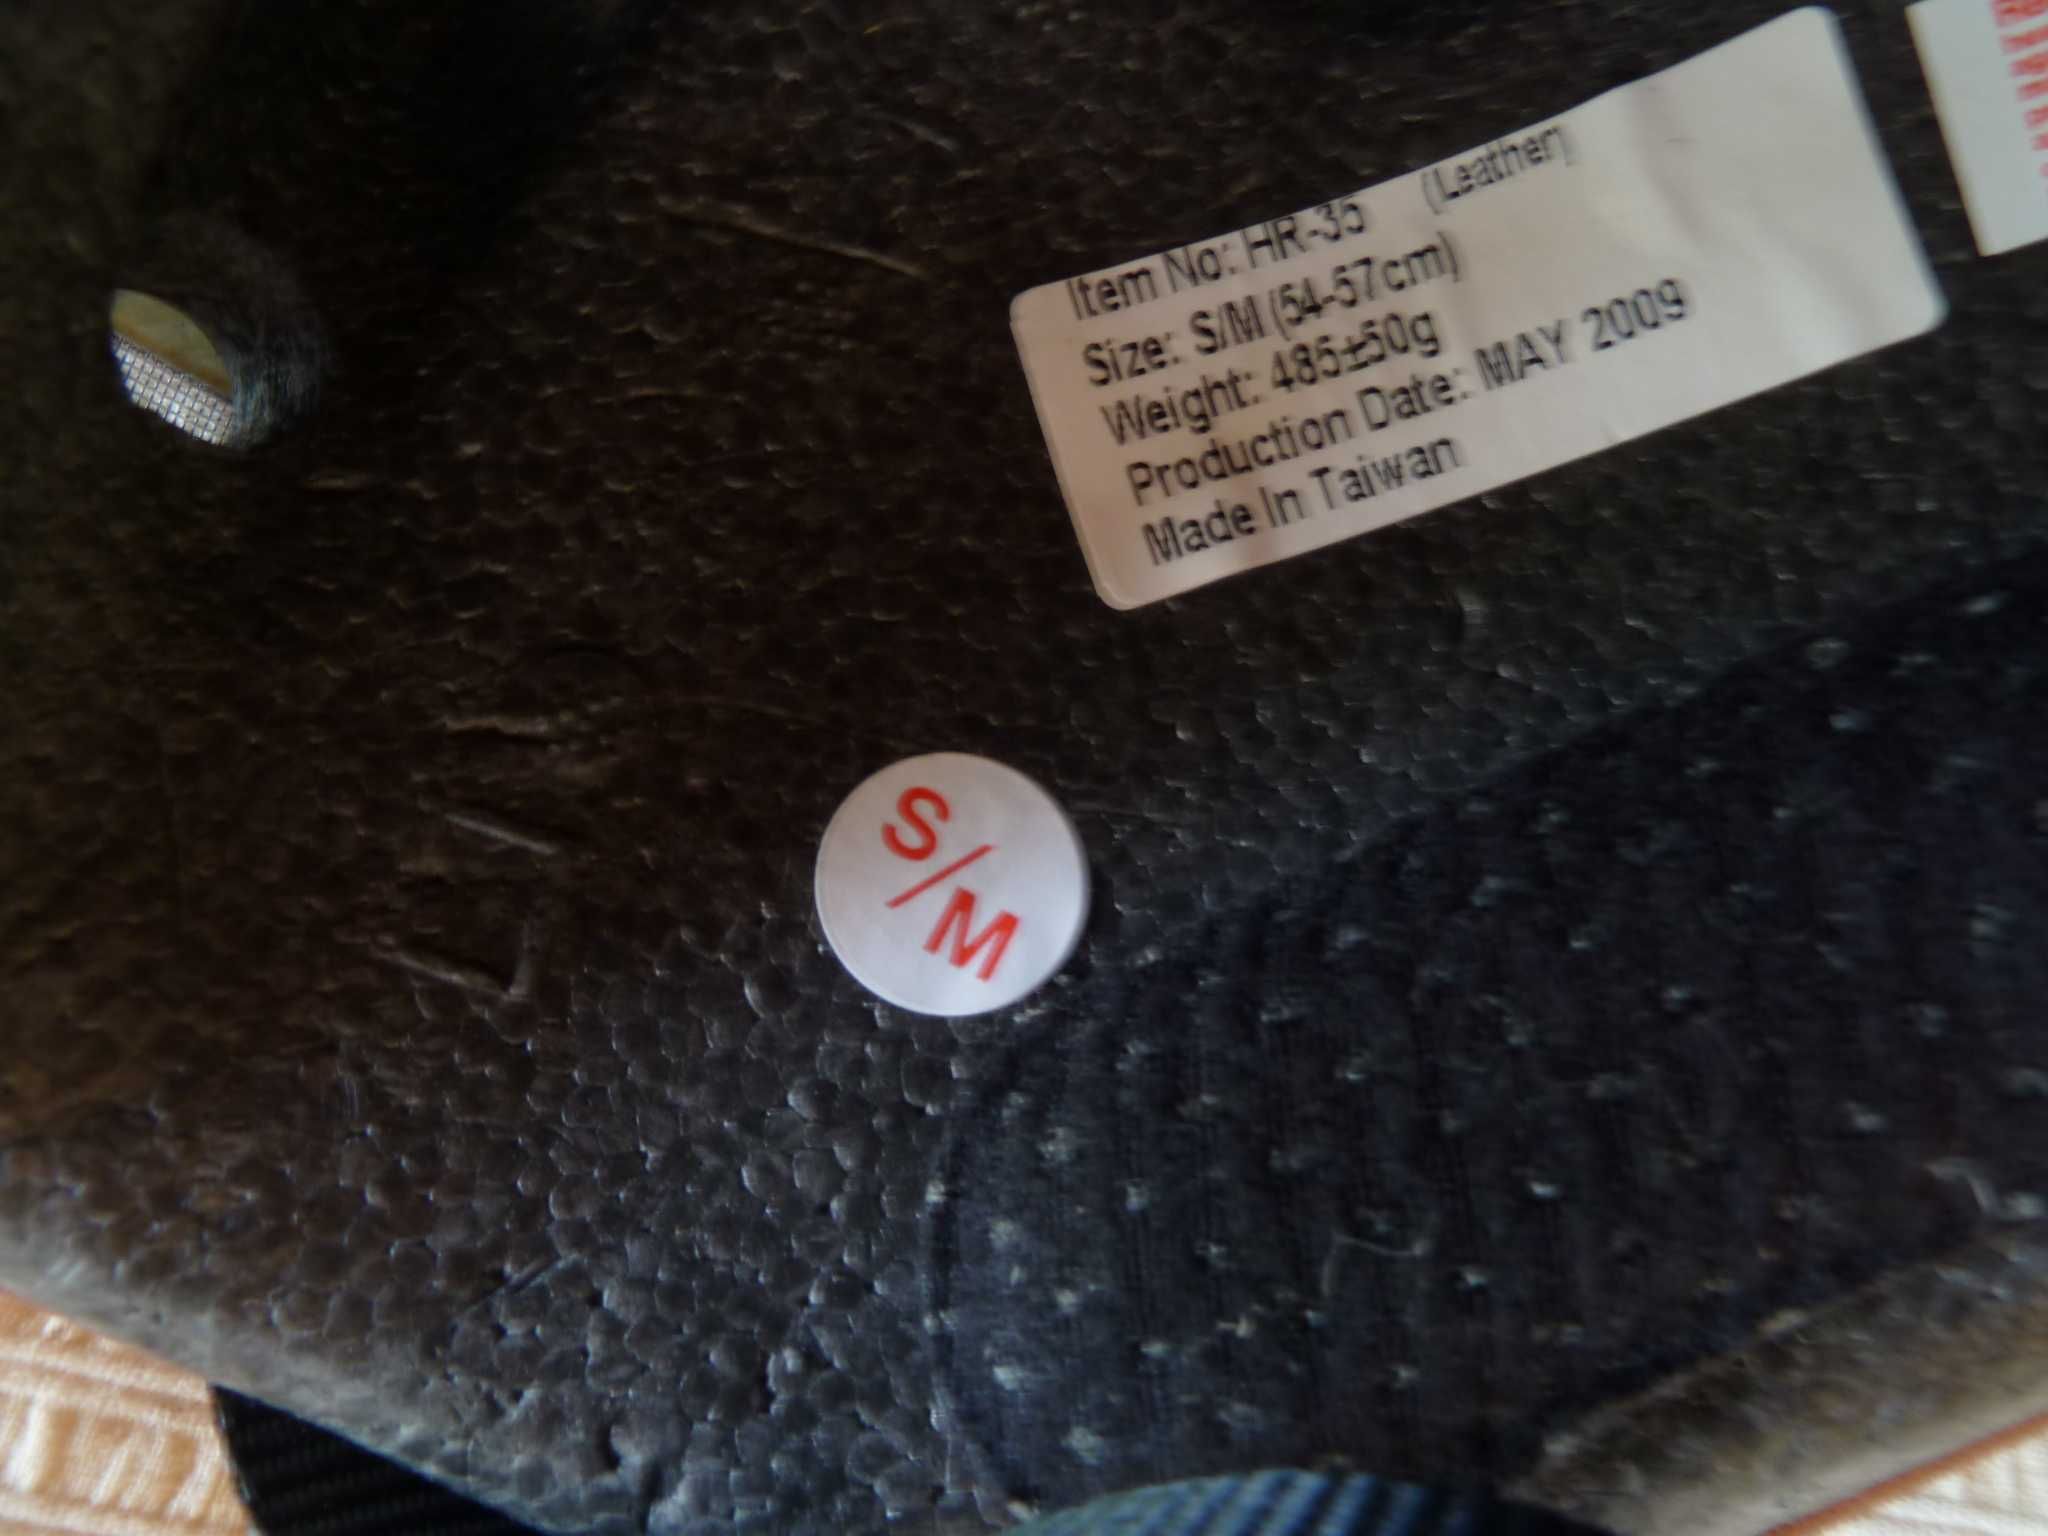 Item No: HR-35 (Leather)
Size: S/M (54-57cm)
Weight: 485±50g
Production Date: MAY 2009
Made In Taiwan
S/M